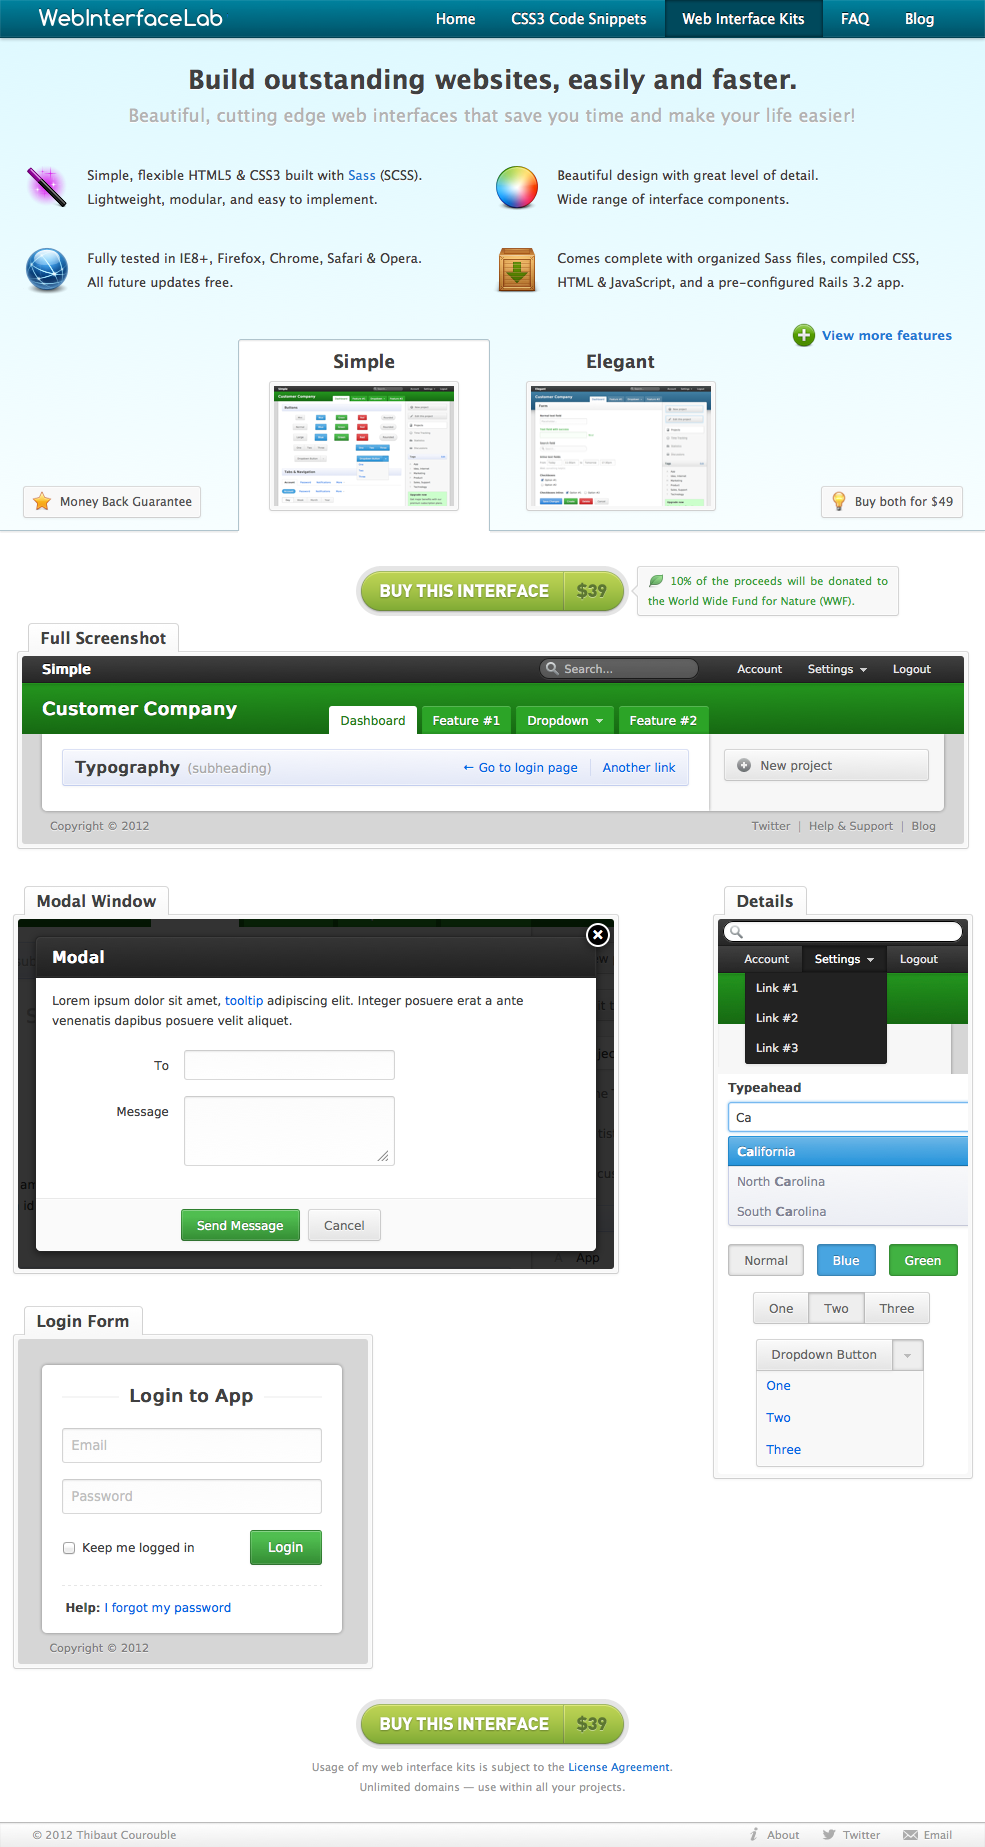 WebInterfaceLab
Home CSS3 Code Snippets Web Interface Kits FAQ Blog
Build outstanding websites, easily and faster.
Beautiful, cutting edge web interfaces that save you time and make your life easier!
Simple, flexible HTML5 & CSS3 built with Sass (SCSS).
Lightweight, modular, and easy to implement.
Beautiful design with great level of detail.
Wide range of interface components.
Fully tested in IE8+, Firefox, Chrome, Safari & Opera.
All future updates free.
Comes complete with organized Sass files, compiled CSS,
HTML & JavaScript, and a pre-configured Rails 3.2 app.
View more features
Simple
Elegant
Customer Company
Buttons
Tabs & Navigation
Customer Company
Money Back Guarantee
Buy both for $49
BUY THIS INTERFACE $39
10% of the proceeds will be donated to
the World Wide Fund for Nature (WWF).
Full Screenshot
Simple
Search...
Account Settings Logout
Customer Company
Dashboard Feature #1 Dropdown Feature #2
Typography (subheading)
← Go to login page Another link
New project
Copyright © 2012
Twitter | Help & Support | Blog
Modal Window
Modal
Lorem ipsum dolor sit amet, tooltip adipiscing elit. Integer posuere erat a ante
venenatis dapibus posuere velit aliquet.
To
Message
Send Message Cancel
App
Details
Account Settings Logout
Link #1
Link #2
Link #3
Typeahead
Ca
California
North Carolina
South Carolina
Normal Blue Green
One Two Three
Dropdown Button
One
Two
Three
Login Form
Login to App
Email
Password
Keep me logged in
Login
Help: I forgot my password
Copyright © 2012
BUY THIS INTERFACE $39
Usage of my web interface kits is subject to the License Agreement.
Unlimited domains — use within all your projects.
© 2012 Thibaut Courouble
About Twitter Email